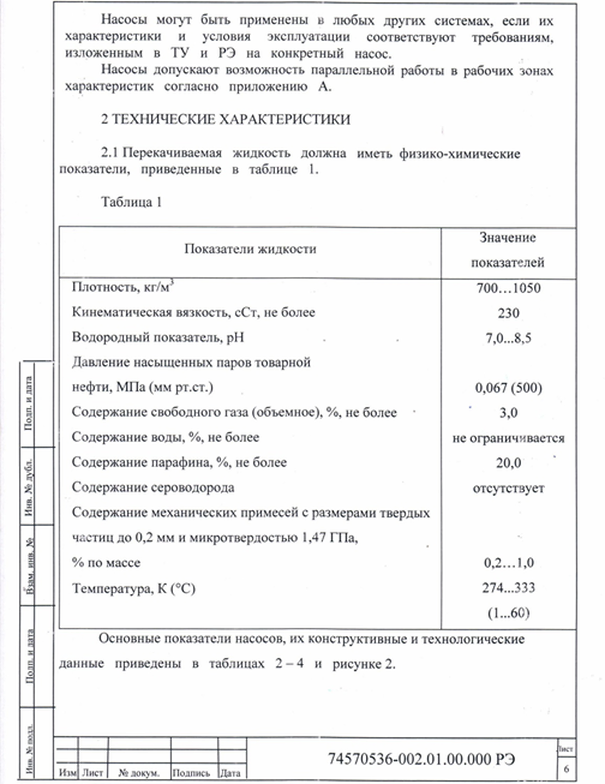 Насосы могут быть применены в любых других системах, если их
характеристики и условия эксплуатации соответствуют требованиям,
изложенным в ТУ и РЭ на конкретный насос.
Насосы допускают возможность параллельной работы в рабочих зонах
характеристик согласно приложению А.
2 ТЕХНИЧЕСКИЕ ХАРАКТЕРИСТИКИ
2.1 Перекачиваемая жидкость должна иметь физико-химические
показатели, приведенные в таблице 1.
Таблица 1
Показатели жидкости
Значение
показателей
Плотность, кг/м³ 700…1050
Кинематическая вязкость, сСт, не более 230
Водородный показатель, рН 7,0...8,5
Давление насыщенных паров товарной
нефти, МПа (мм рт.ст.) 0,067 (500)
Содержание свободного газа (объемное), %, не более 3,0
Содержание воды, %, не более не ограничивается
Содержание парафина, %, не более 20,0
Содержание сероводорода отсутствует
Содержание механических примесей с размерами твердых
частиц до 0,2 мм и микротвердостью 1,47 ГПа,
% по массе 0,2…1,0
Температура, К (°С) 274...333
(1...60)
Основные показатели насосов, их конструктивные и технологические
данные приведены в таблицах 2 – 4 и рисунке 2.
Подп. и дата
Инв. № дубл.
Взам. инв. №
Подп. и дата
Инв. № подл.
Изм Лист № докум. Подпись Дата
74570536-002.01.00.000 РЭ
Лист
6